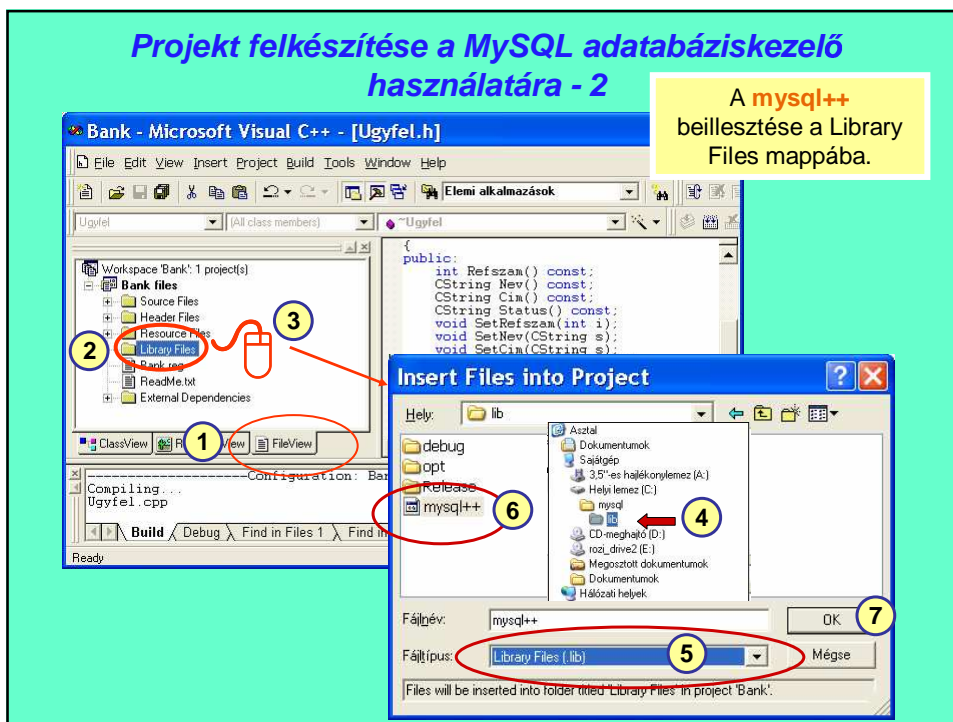 Projekt felkészítése a MySQL adatabáziskezelő
használatára - 2
A mysql++
beillesztése a Library
Files mappába.
Bank - Microsoft Visual C++ - [Ugyfel.h]
File Edit View Insert Project Build Tools Window Help
Elemi alkalmazások
Ugyfel
(All class members)
~Ugyfel
Workspace 'Bank': 1 project(s)
Bank files
Source Files
Header Files
Resource Files
Library Files
Bank.reg
ReadMe.txt
External Dependencies
{
public:
int Refszam() const;
CString Nev() const;
CString Cim() const;
CString Status() const;
void SetRefszam(int i);
void SetNev(CString s);
void SetCim(CString s);
2
3
1
ClassView
FileView
--------------------Configuration: Ba
Compiling...
Ugyfel.cpp
Build Debug Find in Files 1 Find in
Ready
Insert Files into Project
Hely: lib
debug
opt
Release
mysql++
6
Asztal
Dokumentumok
Sajátgép
3,5''-es hajlékonylemez (A:)
Helyi lemez (C:)
mysql
lib
4
CD-meghajtó (D:)
rozi_drive2 (E:)
Megosztott dokumentumok
Dokumentumok
Hálózati helyek
Fájlnév: mysql++
OK
7
Fájltípus: Library Files (.lib)
5
Mégse
Files will be inserted into folder titled 'Library Files' in project 'Bank'.